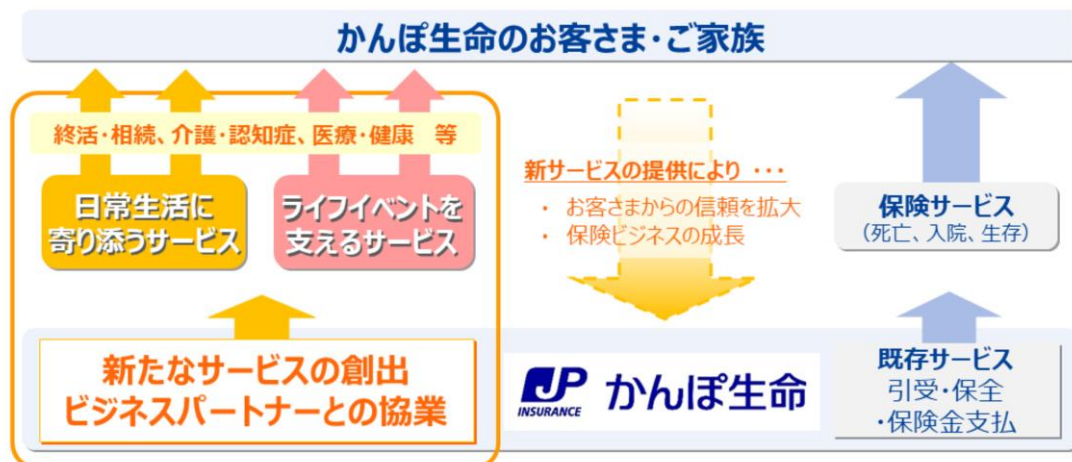 かんぽ生命のお客さま・ご家族
終活・相続、介護・認知症、医療・健康　等
日常生活に
寄り添うサービス
ライフイベントを
支えるサービス
新サービスの提供により ・・・
・ お客さまからの信頼を拡大
・ 保険ビジネスの成長
保険サービス
（死亡、入院、生存）
新たなサービスの創出
ビジネスパートナーとの協業
JP
INSURANCE
かんぽ生命
既存サービス
引受・保全
・保険金支払